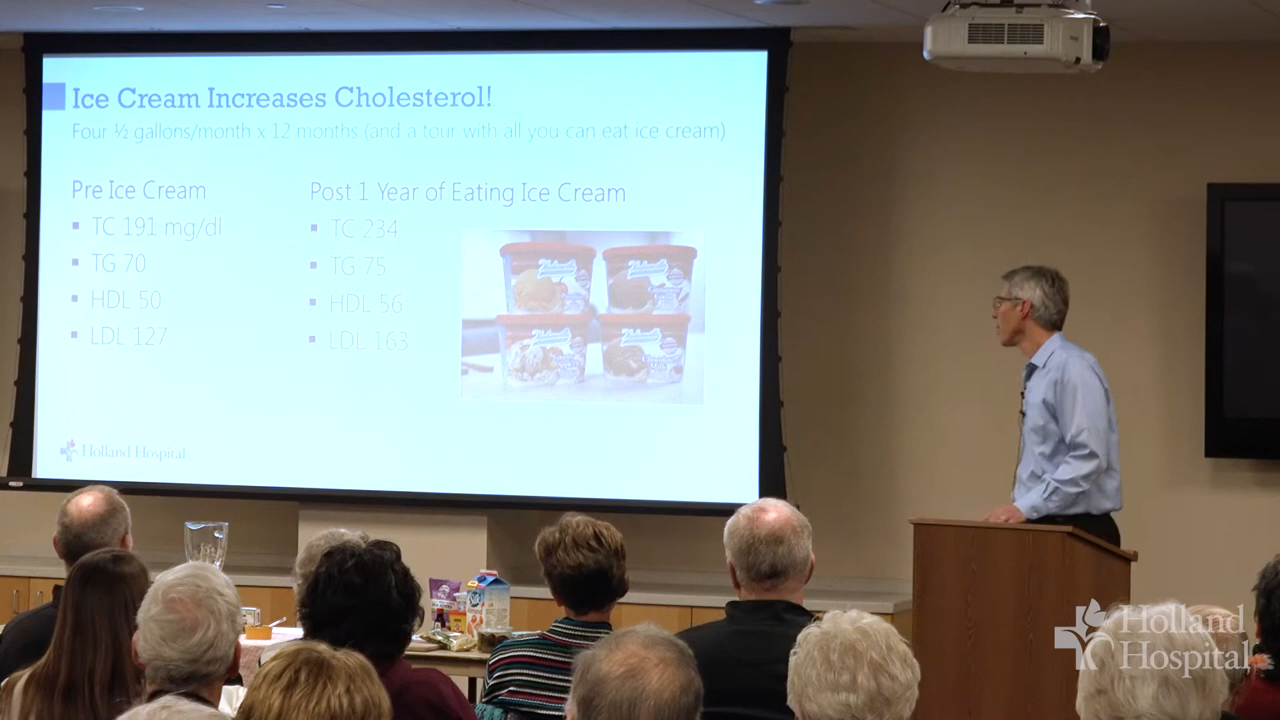 Ice Cream Increases Cholesterol!
Four ½ gallons/month x 12 months (and a tour with all you can eat ice cream)
Pre Ice Cream
▪ TC 191 mg/dl
▪ TG 70
▪ HDL 50
▪ LDL 127
Post 1 Year of Eating Ice Cream
▪ TC 234
▪ TG 75
▪ HDL 56
▪ LDL 163
Holland Hospital
Holland
Hospital